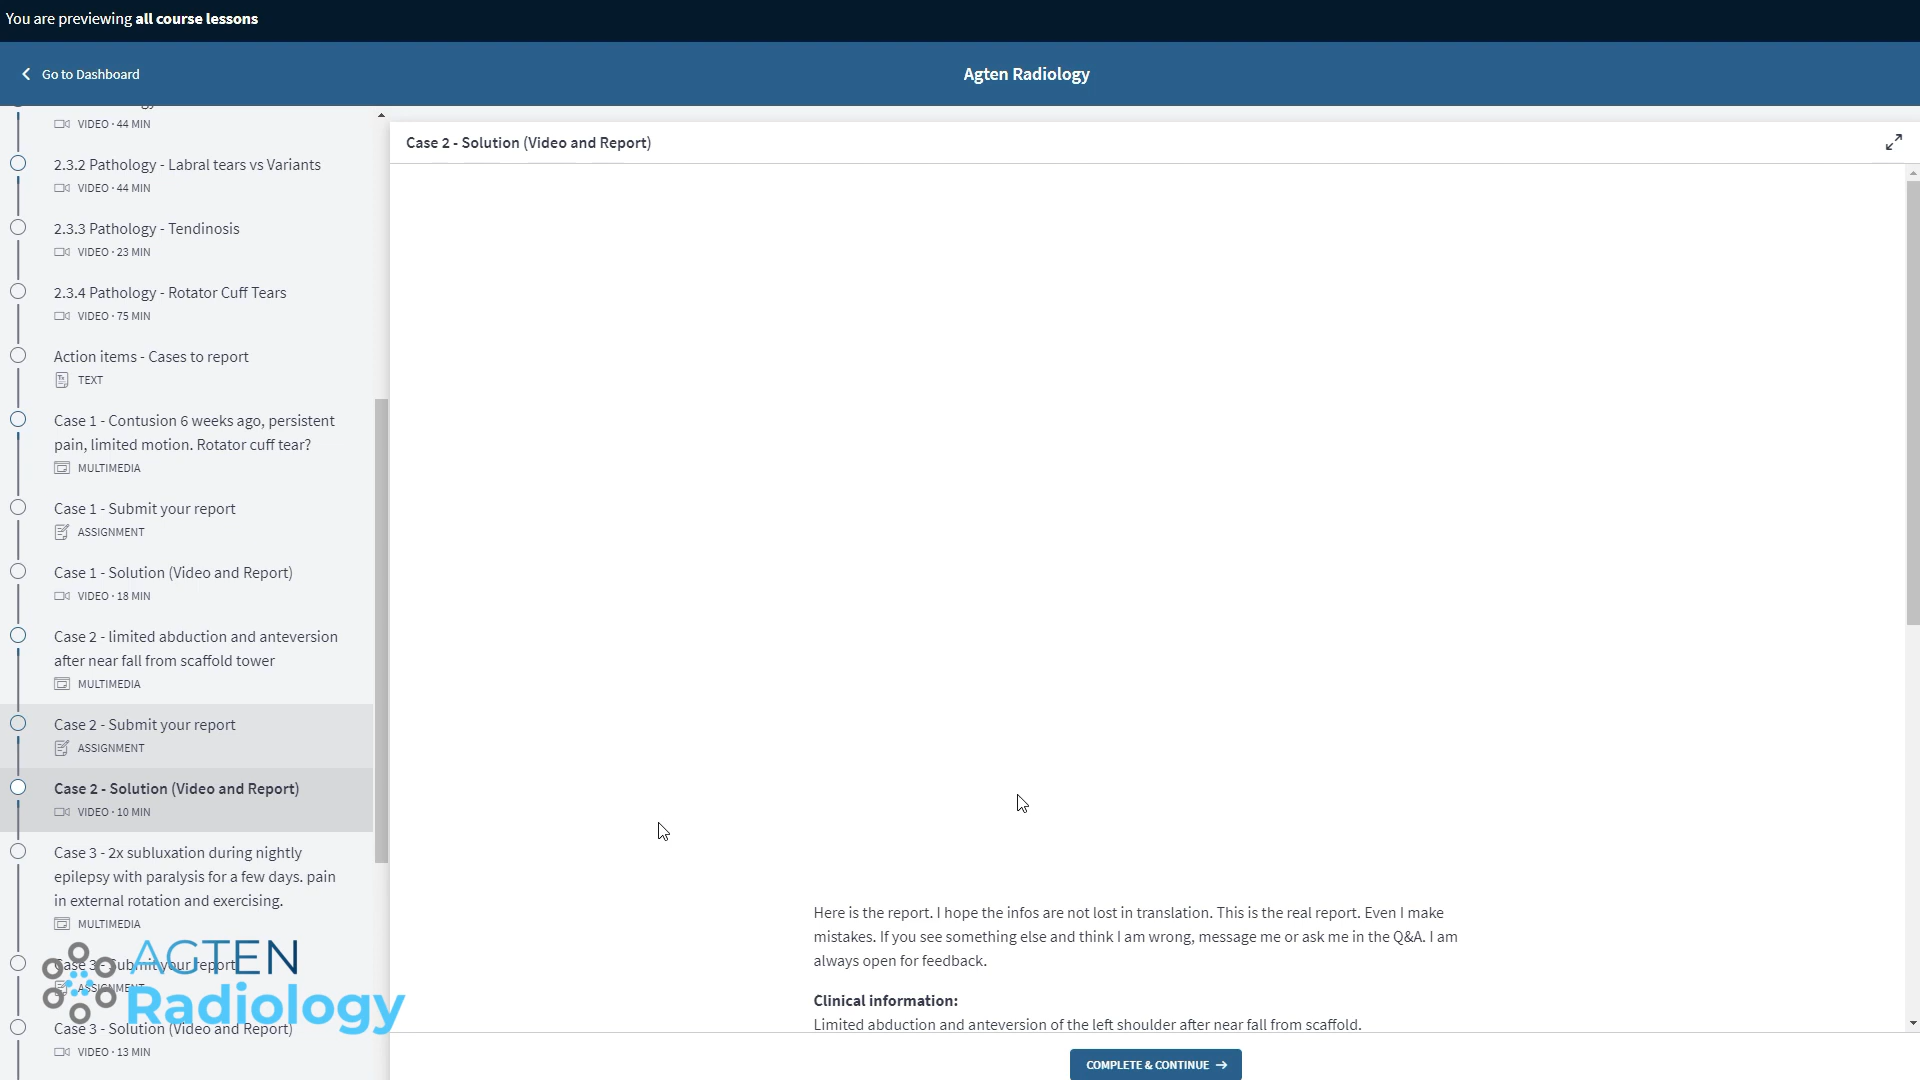 You are previewing all course lessons
Go to Dashboard
Agten Radiology
VIDEO · 44 MIN
2.3.2 Pathology - Labral tears vs Variants
VIDEO · 44 MIN
2.3.3 Pathology - Tendinosis
VIDEO · 23 MIN
2.3.4 Pathology - Rotator Cuff Tears
VIDEO · 75 MIN
Action items - Cases to report
TEXT
Case 1 - Contusion 6 weeks ago, persistent
pain, limited motion. Rotator cuff tear?
MULTIMEDIA
Case 1 - Submit your report
ASSIGNMENT
Case 1 - Solution (Video and Report)
VIDEO · 18 MIN
Case 2 - limited abduction and anteversion
after near fall from scaffold tower
MULTIMEDIA
Case 2 - Submit your report
ASSIGNMENT
Case 2 - Solution (Video and Report)
VIDEO · 10 MIN
Case 3 - 2x subluxation during nightly
epilepsy with paralysis for a few days. pain
in external rotation and exercising.
MULTIMEDIA
Case 3 - Submit your report
ASSIGNMENT
Case 3 - Solution (Video and Report)
VIDEO · 13 MIN
AGTEN
Radiology
Case 2 - Solution (Video and Report)
Here is the report. I hope the infos are not lost in translation. This is the real report. Even I make
mistakes. If you see something else and think I am wrong, message me or ask me in the Q&A. I am
always open for feedback.
Clinical information:
Limited abduction and anteversion of the left shoulder after near fall from scaffold.
COMPLETE & CONTINUE